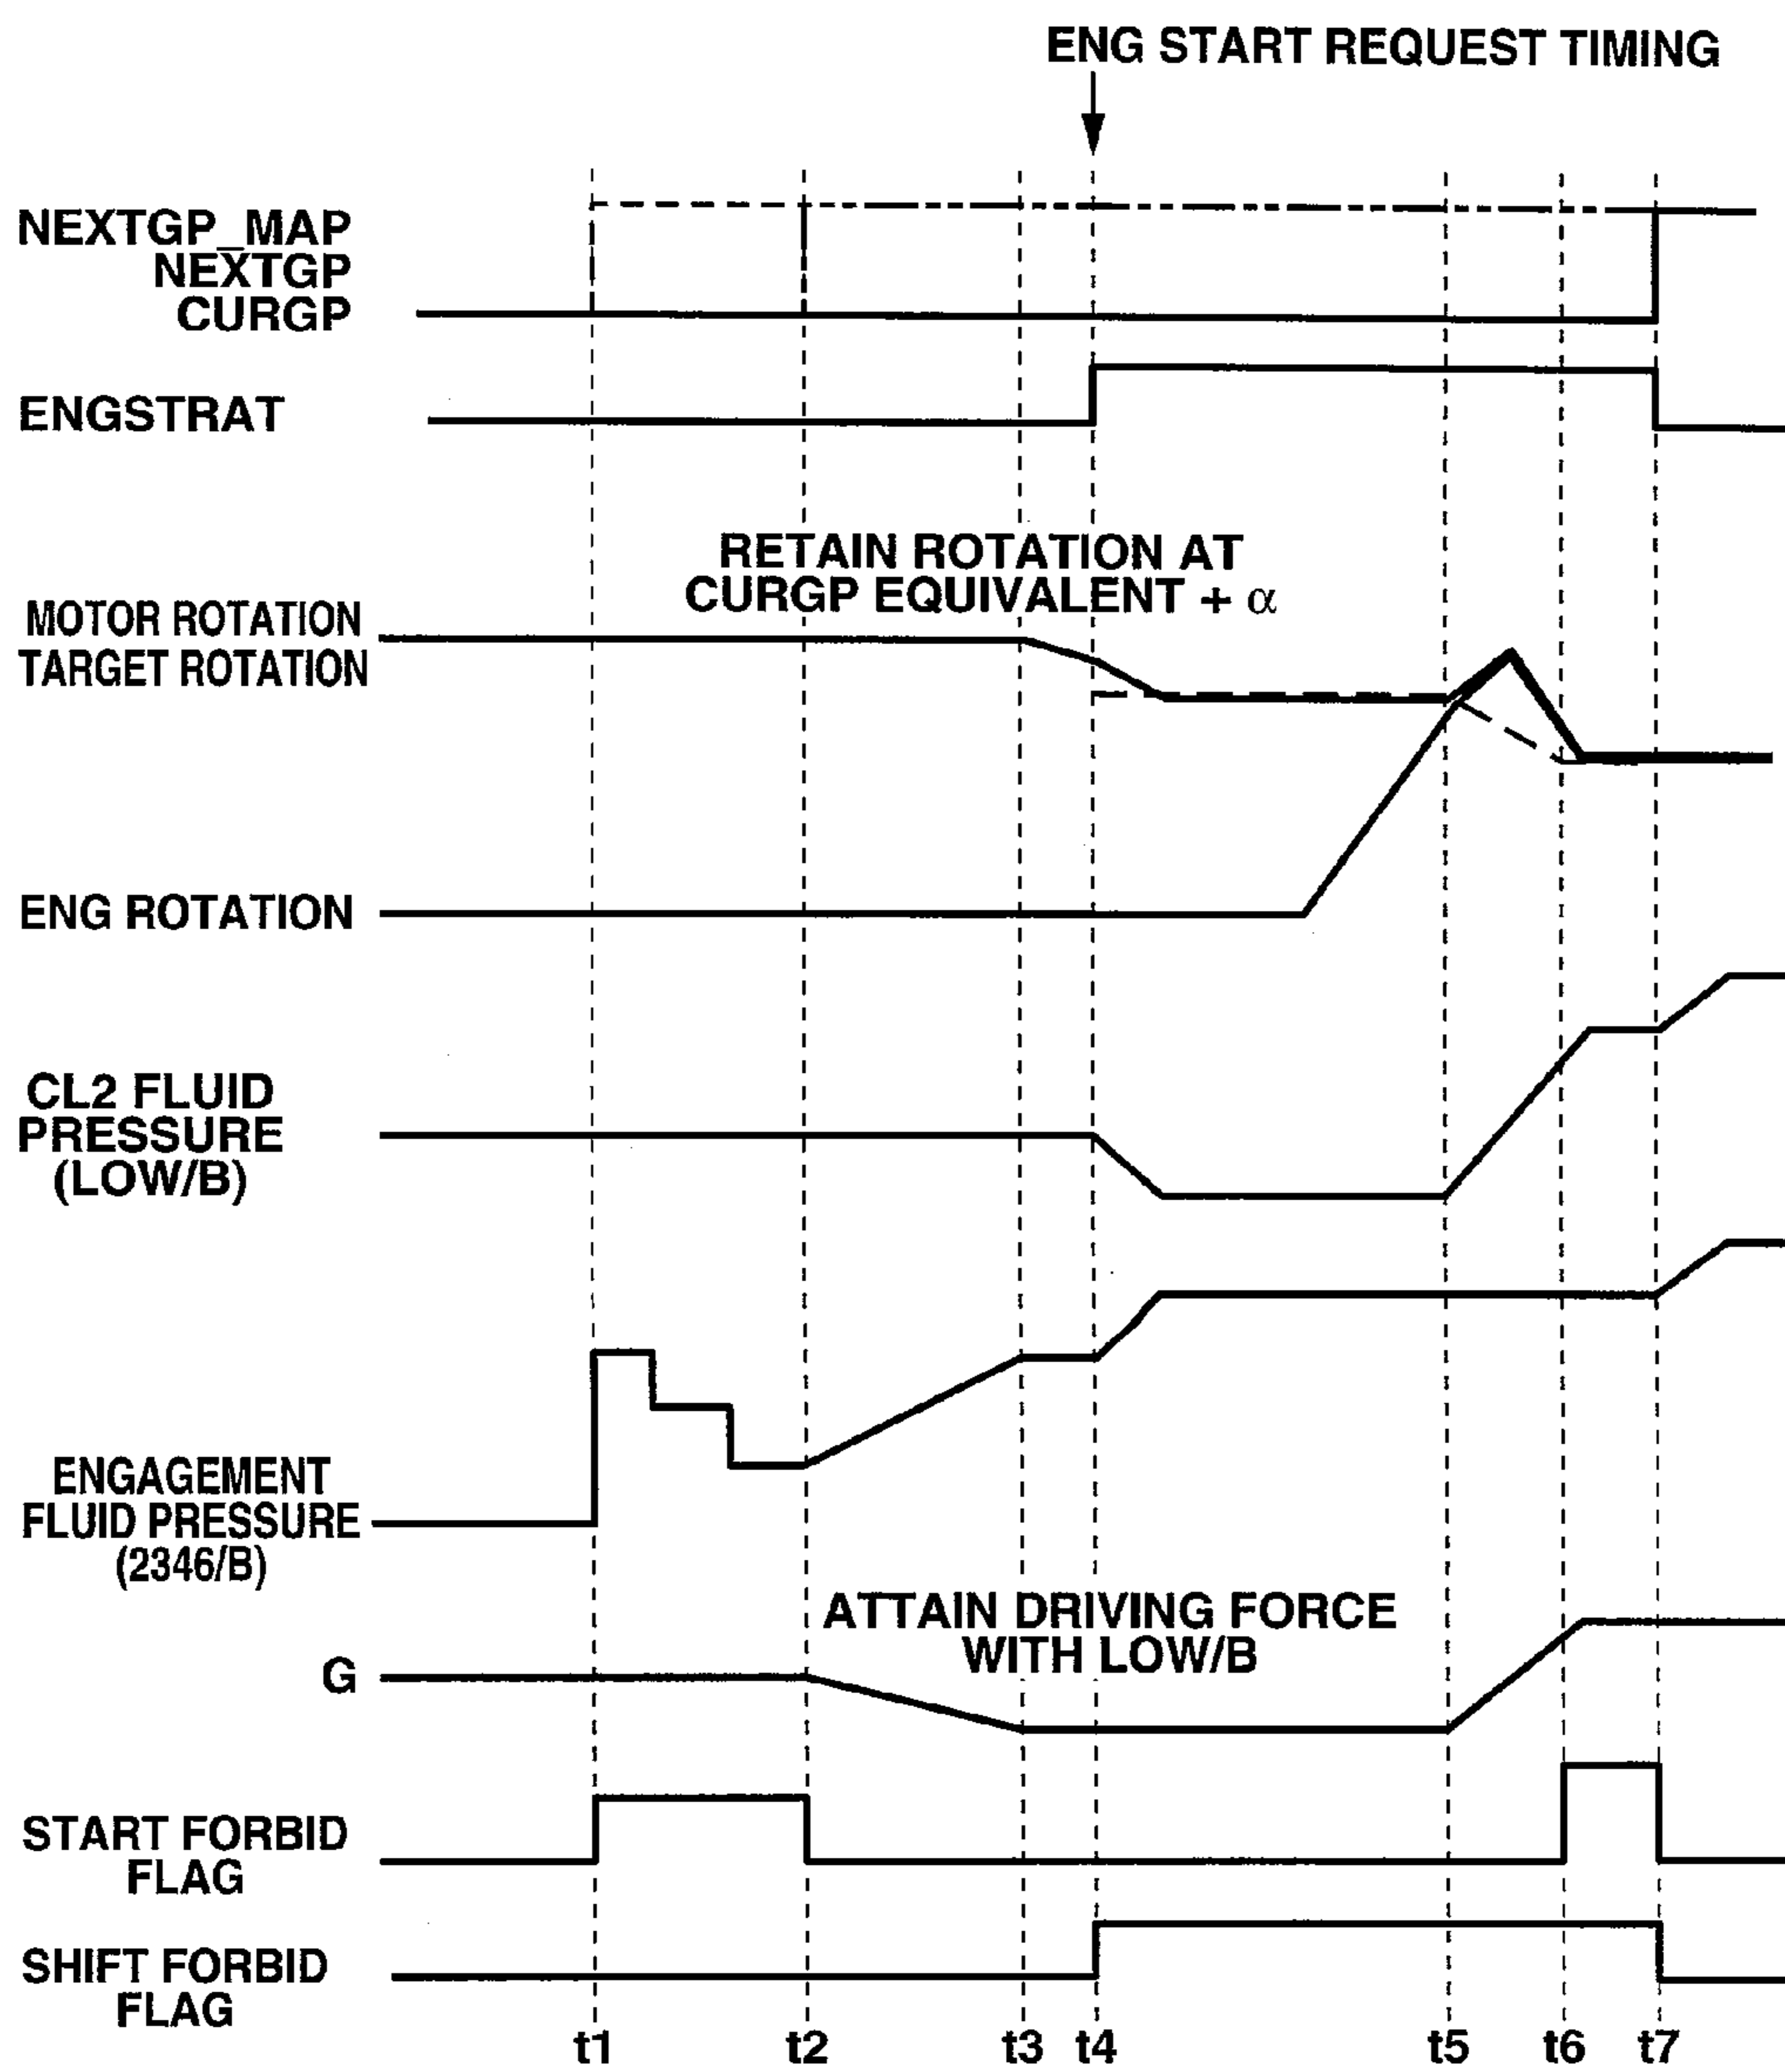 ENG START REQUEST TIMING
NEXTGP_MAP
NEXTGP
CURGP
ENGSTRAT
RETAIN ROTATION AT
CURGP EQUIVALENT + α
MOTOR ROTATION
TARGET ROTATION
ENG ROTATION
CL2 FLUID
PRESSURE
(LOW/B)
ENGAGEMENT
FLUID PRESSURE
(2346/B)
ATTAIN DRIVING FORCE
WITH LOW/B
G
START FORBID
FLAG
SHIFT FORBID
FLAG
t1 t2 t3 t4 t5 t6 t7